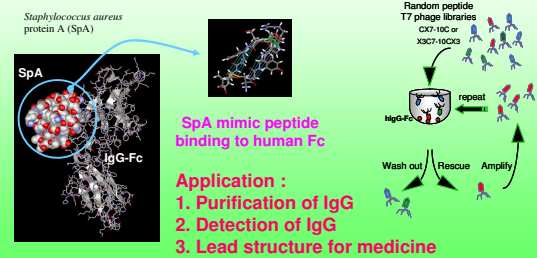 Staphylococcus aureus
protein A (SpA)
SpA
IgG-Fc
SpA mimic peptide
binding to human Fc
Application :
1. Purification of IgG
2. Detection of IgG
3. Lead structure for medicine
Random peptide
T7 phage libraries
CX7-10C or
X3C7-10CX3
repeat
hIgG-Fc
Wash out
Rescue
Amplify